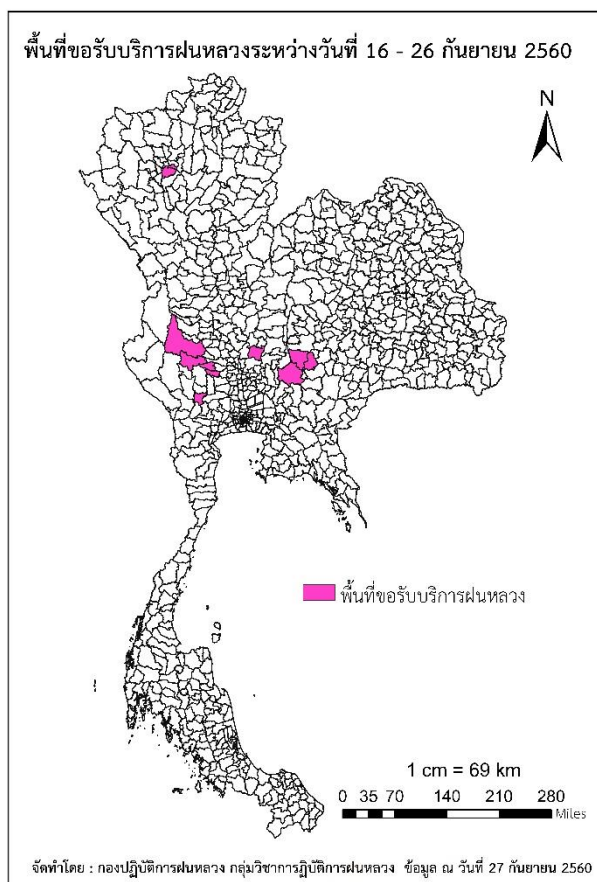 พื้นที่ขอรับบริการฝนหลวงระหว่างวันที่ 16 - 26 กันยายน 2560
N
พื้นที่ขอรับบริการฝนหลวง
1 cm = 69 km
0 35 70 140 210 280
Miles
จัดทำโดย : กองปฏิบัติการฝนหลวง กลุ่มวิชาการฏิบัติการฝนหลวง ข้อมูล ณ วันที่ 27 กันยายน 2560